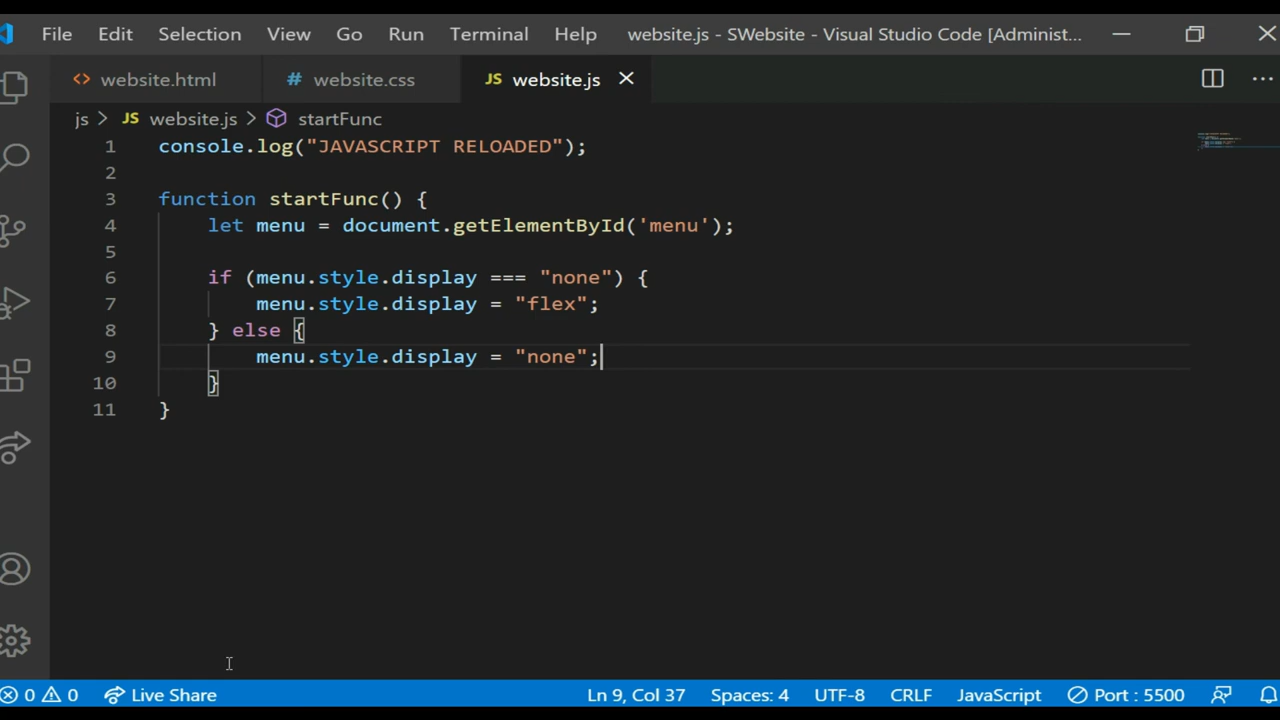 File Edit Selection View Go Run Terminal Help website.js - SWebsite - Visual Studio Code [Administ...
website.html website.css JS website.js
js > JS website.js > startFunc
1 console.log("JAVASCRIPT RELOADED");
2
3 function startFunc() {
4 let menu = document.getElementById('menu');
5
6 if (menu.style.display === "none") {
7 menu.style.display = "flex";
8 } else {
9 menu.style.display = "none";
10 }
11 }
0 0 Live Share Ln 9, Col 37 Spaces: 4 UTF-8 CRLF JavaScript Port : 5500